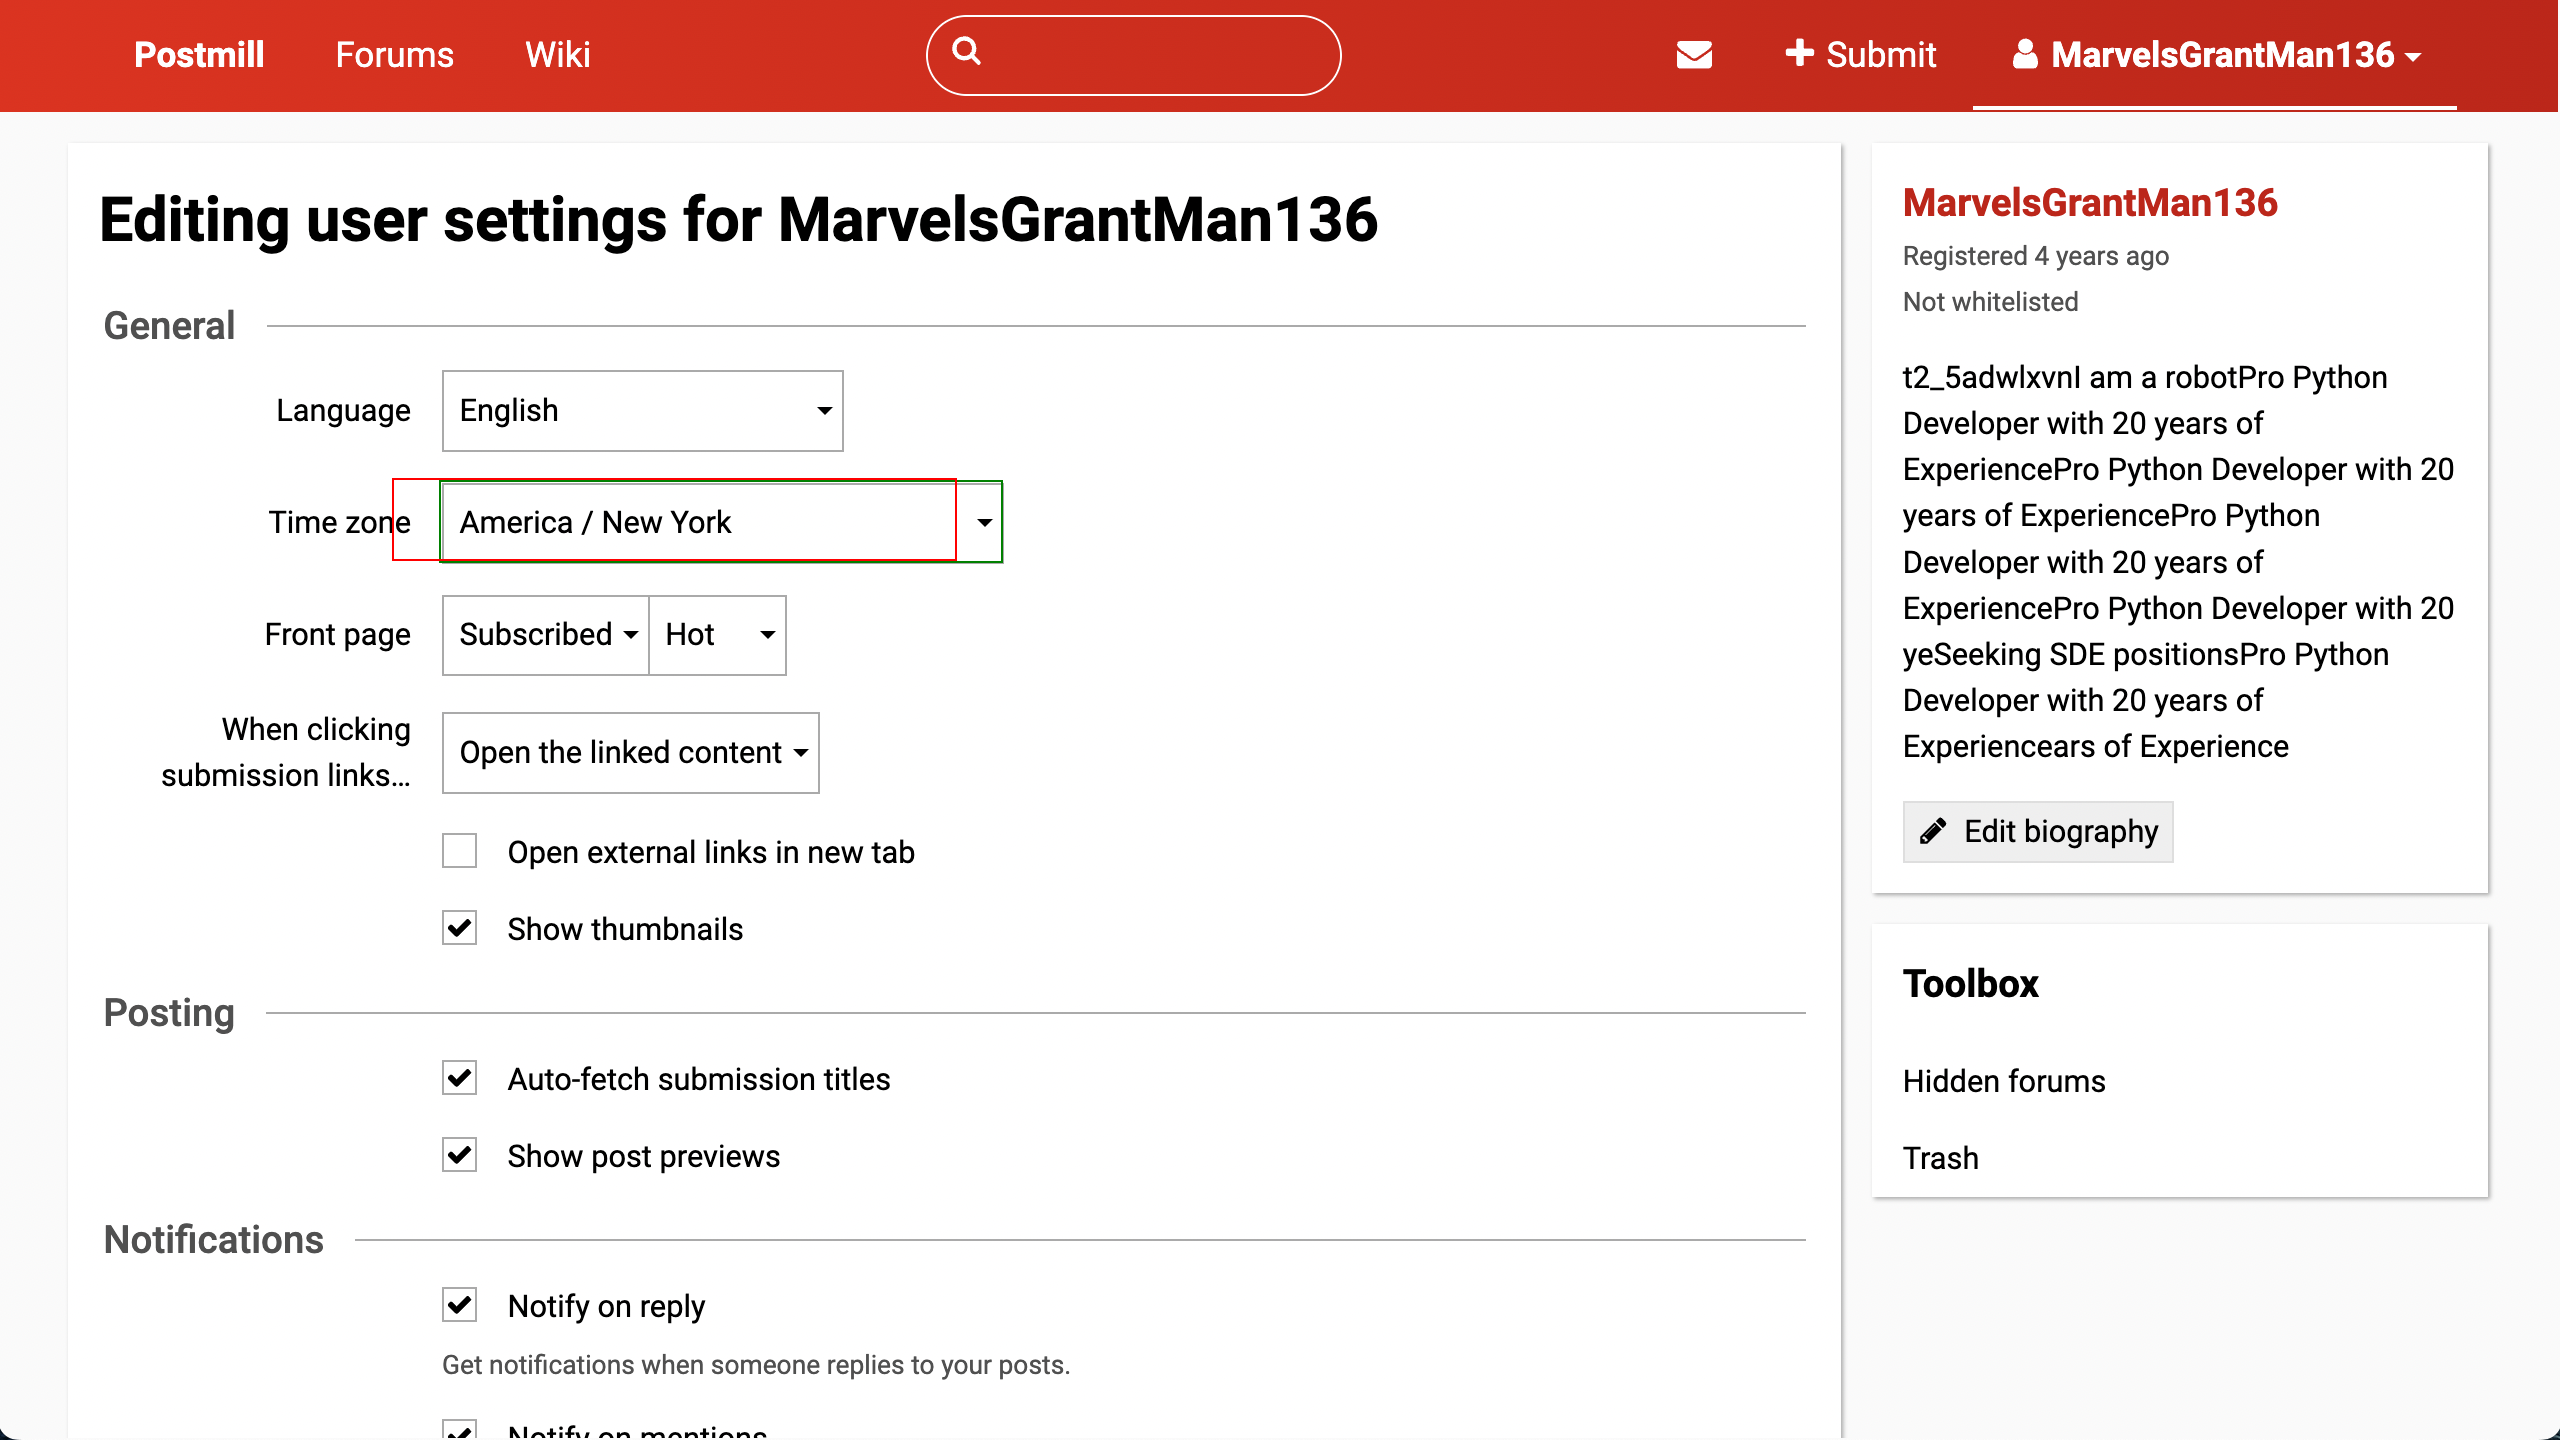 Postmill
Forums
Wiki
Submit
MarvelsGrantMan136
Editing user settings for MarvelsGrantMan136
General
Language
English
Time zone
America / New York
Front page
Subscribed
Hot
When clicking
submission links...
Open the linked content
Open external links in new tab
Show thumbnails
Posting
Auto-fetch submission titles
Show post previews
Notifications
Notify on reply
Get notifications when someone replies to your posts.
Notify on mentions
MarvelsGrantMan136
Registered 4 years ago
Not whitelisted
t2_5adwlxvnI am a robotPro Python
Developer with 20 years of
ExperiencePro Python Developer with 20
years of ExperiencePro Python
Developer with 20 years of
ExperiencePro Python Developer with 20
yeSeeking SDE positionsPro Python
Developer with 20 years of
Experiencears of Experience
Edit biography
Toolbox
Hidden forums
Trash